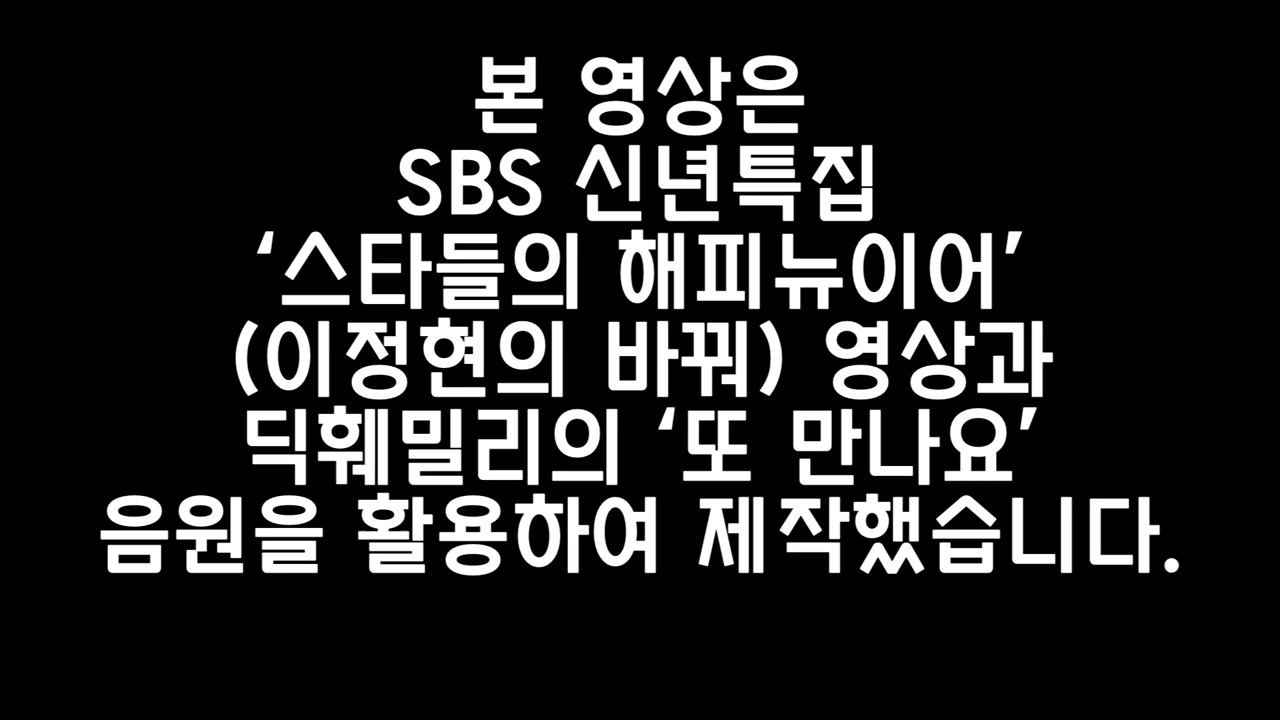 본 영상은
SBS 신년특집
‘스타들의 해피뉴이어’
(이정현의 바꿔) 영상과
딕훼밀리의 ‘또 만나요’
음원을 활용하여 제작했습니다.